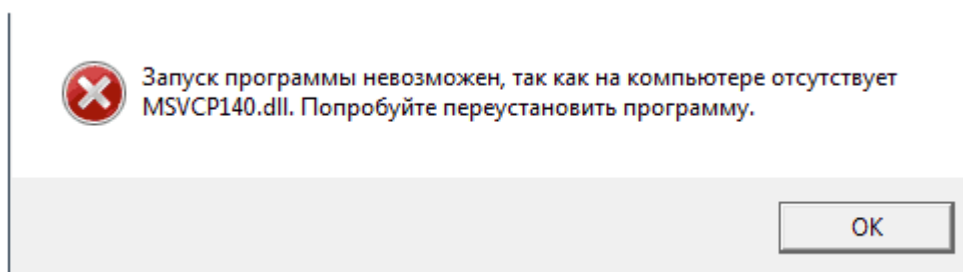 Запуск программы невозможен, так как на компьютере отсутствует
MSVCP140.dll. Попробуйте переустановить программу.
OK